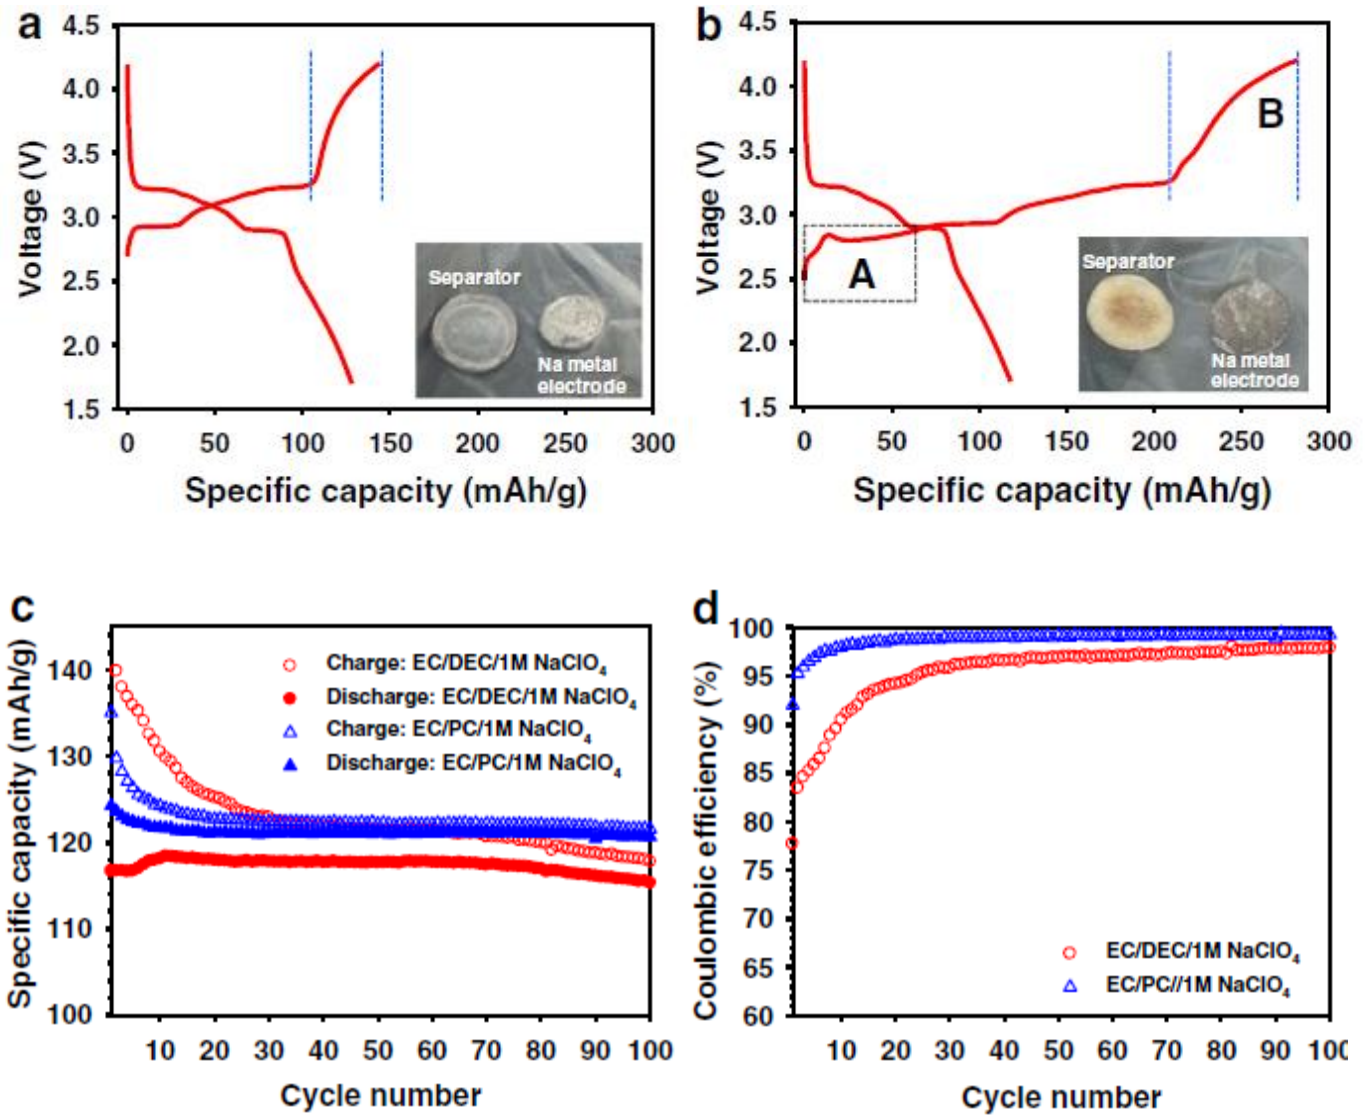 a
4.5
4.0
3.5
3.0
2.5
2.0
1.5
Voltage (V)
Separator
Na metal
electrode
0 50 100 150 200 250 300
Specific capacity (mAh/g)
b
4.5
4.0
3.5
3.0
2.5
2.0
1.5
Voltage (V)
A
B
Separator
Na metal
electrode
0 50 100 150 200 250 300
Specific capacity (mAh/g)
c
140
130
120
110
100
Specific capacity (mAh/g)
Charge: EC/DEC/1M NaClO₄
Discharge: EC/DEC/1M NaClO₄
Charge: EC/PC/1M NaClO₄
Discharge: EC/PC/1M NaClO₄
10 20 30 40 50 60 70 80 90 100
Cycle number
d
100
95
90
85
80
75
70
65
60
Coulombic efficiency (%)
EC/DEC/1M NaClO₄
EC/PC//1M NaClO₄
10 20 30 40 50 60 70 80 90 100
Cycle number